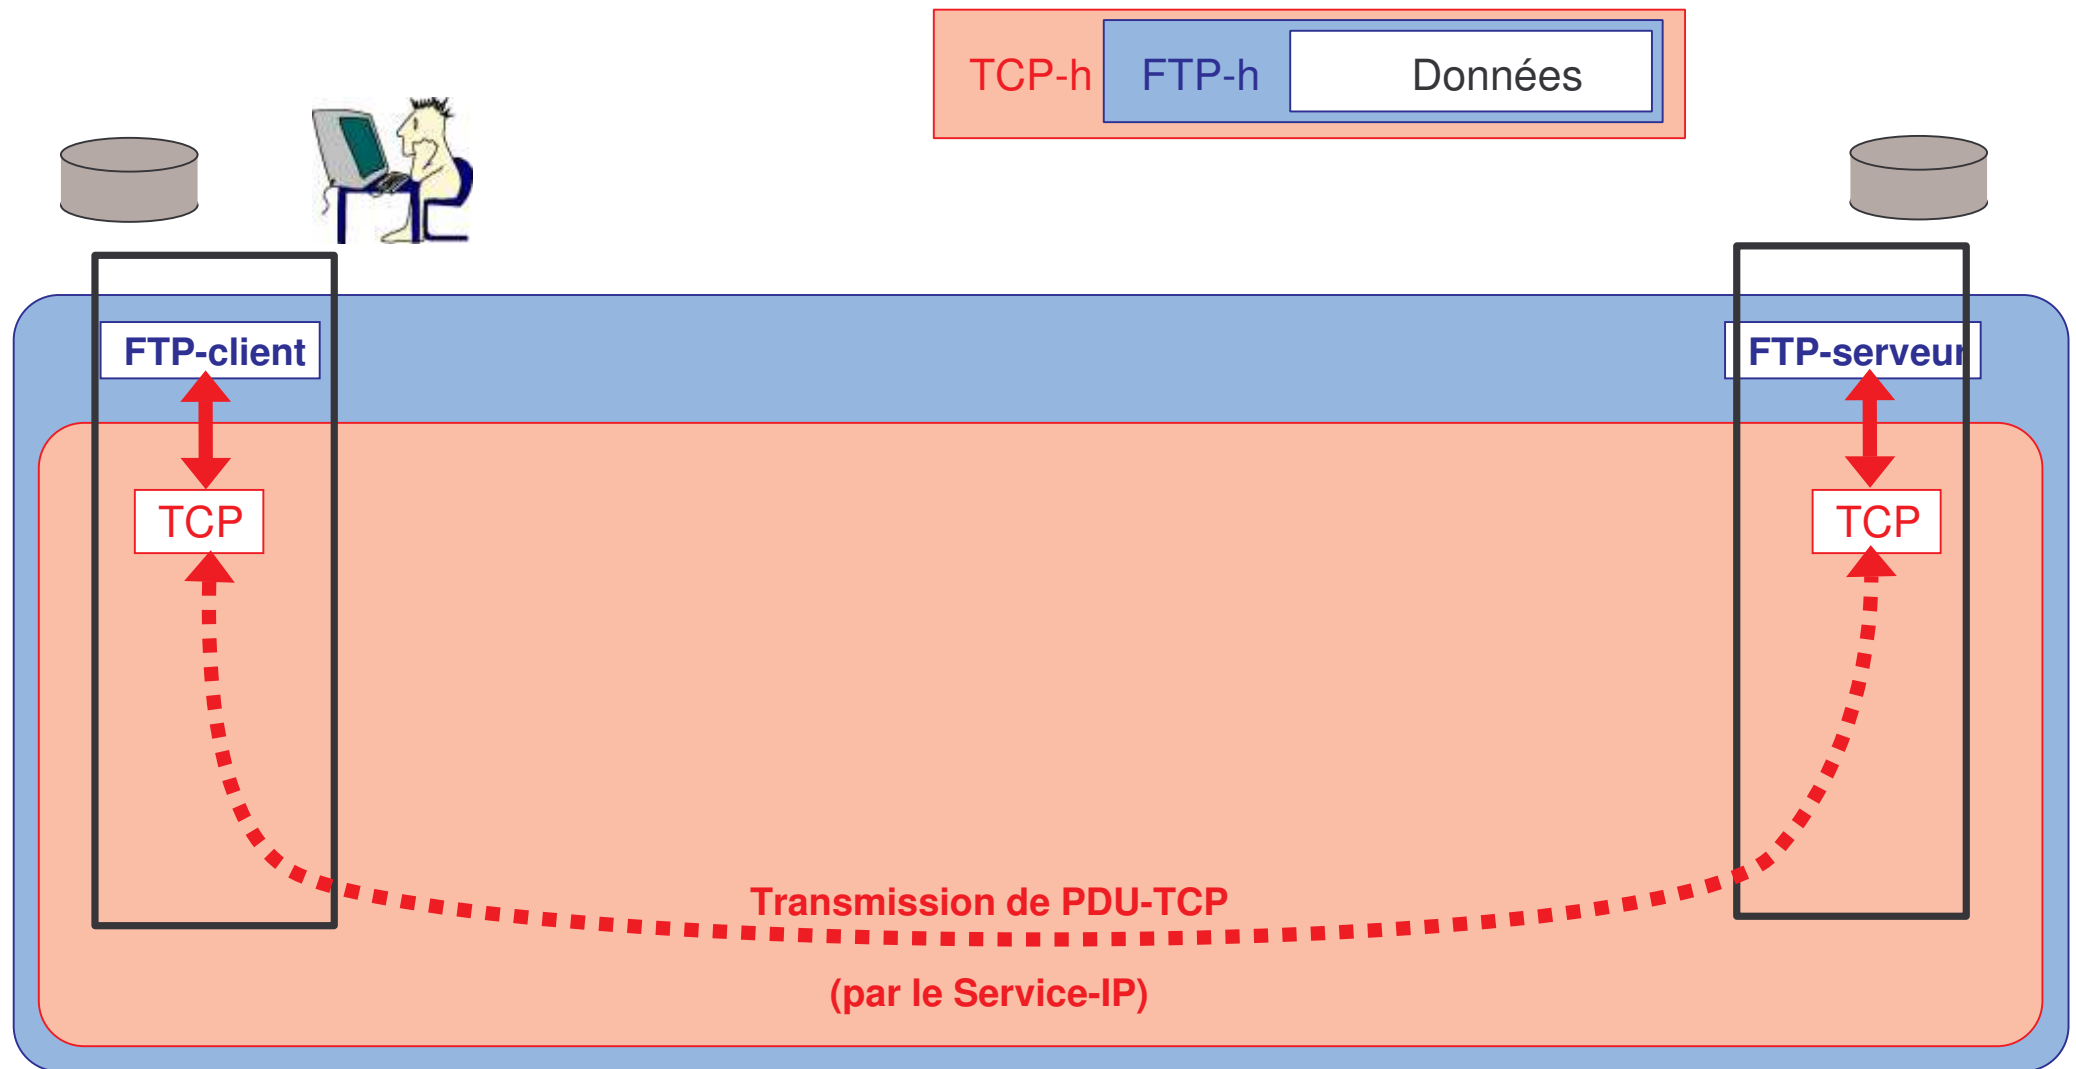 TCP-h FTP-h Données
FTP-client FTP-serveur
TCP TCP
Transmission de PDU-TCP
(par le Service-IP)